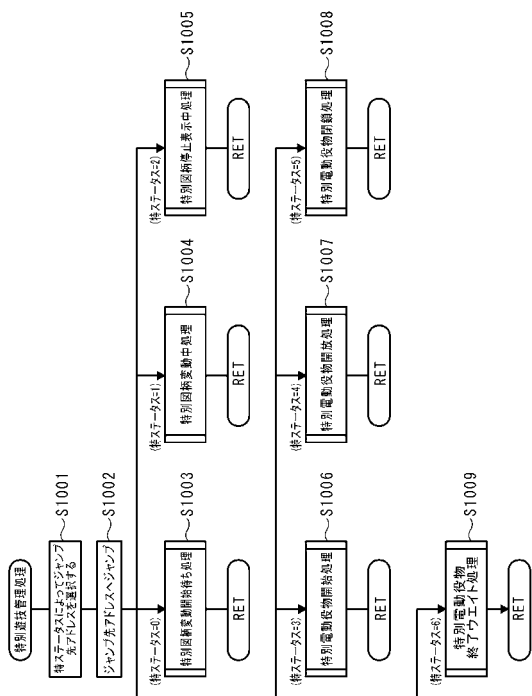 特別遊技管理処理
特ステータスによってジャンプ
先アドレスを選択する
S1001
ジャンプ先アドレスへジャンプ
S1002
(特ステータス=0)
特別図柄変動開始待ち処理
S1003
RET
(特ステータス=1)
特別図柄変動中処理
S1004
RET
(特ステータス=2)
特別図柄停止表示中処理
S1005
RET
(特ステータス=3)
特別電動役物開始処理
S1006
RET
(特ステータス=4)
特別電動役物開放処理
S1007
RET
(特ステータス=5)
特別電動役物閉鎖処理
S1008
RET
(特ステータス=6)
特別電動役物
終了ウエイト処理
S1009
RET